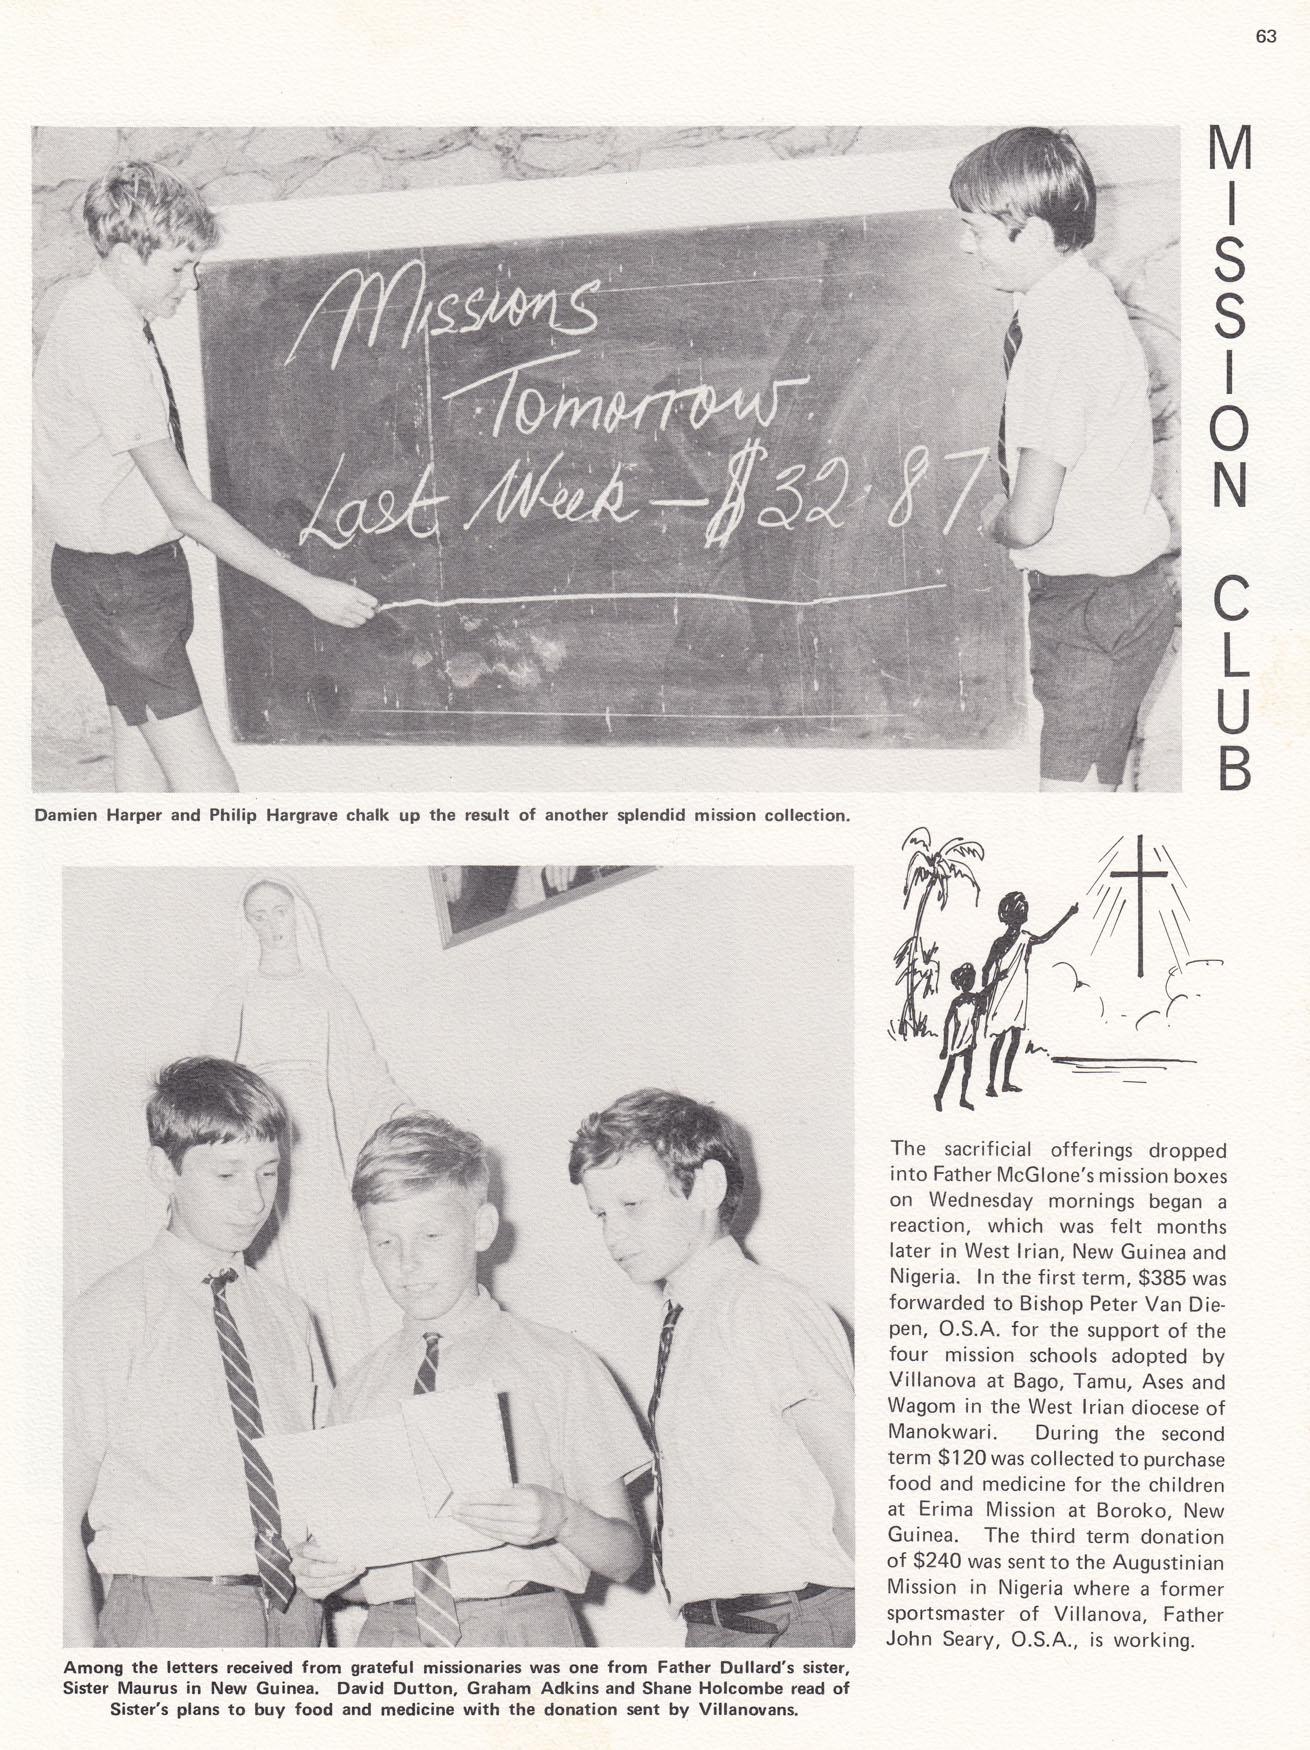 63
MISSION CLUB
Missions
Tomorrow
Last Week — $32.87
Damien Harper and Philip Hargrave chalk up the result of another splendid mission collection.
The sacrificial offerings dropped
into Father McGlone's mission boxes
on Wednesday mornings began a
reaction, which was felt months
later in West Irian, New Guinea and
Nigeria. In the first term, $385 was
forwarded to Bishop Peter Van Die-
pen, O.S.A. for the support of the
four mission schools adopted by
Villanova at Bago, Tamu, Ases and
Wagom in the West Irian diocese of
Manokwari. During the second
term $120 was collected to purchase
food and medicine for the children
at Erima Mission at Boroko, New
Guinea. The third term donation
of $240 was sent to the Augustinian
Mission in Nigeria where a former
sportsmaster of Villanova, Father
John Seary, O.S.A., is working.
Among the letters received from grateful missionaries was one from Father Dullard's sister,
Sister Maurus in New Guinea. David Dutton, Graham Adkins and Shane Holcombe read of
Sister's plans to buy food and medicine with the donation sent by Villanovans.